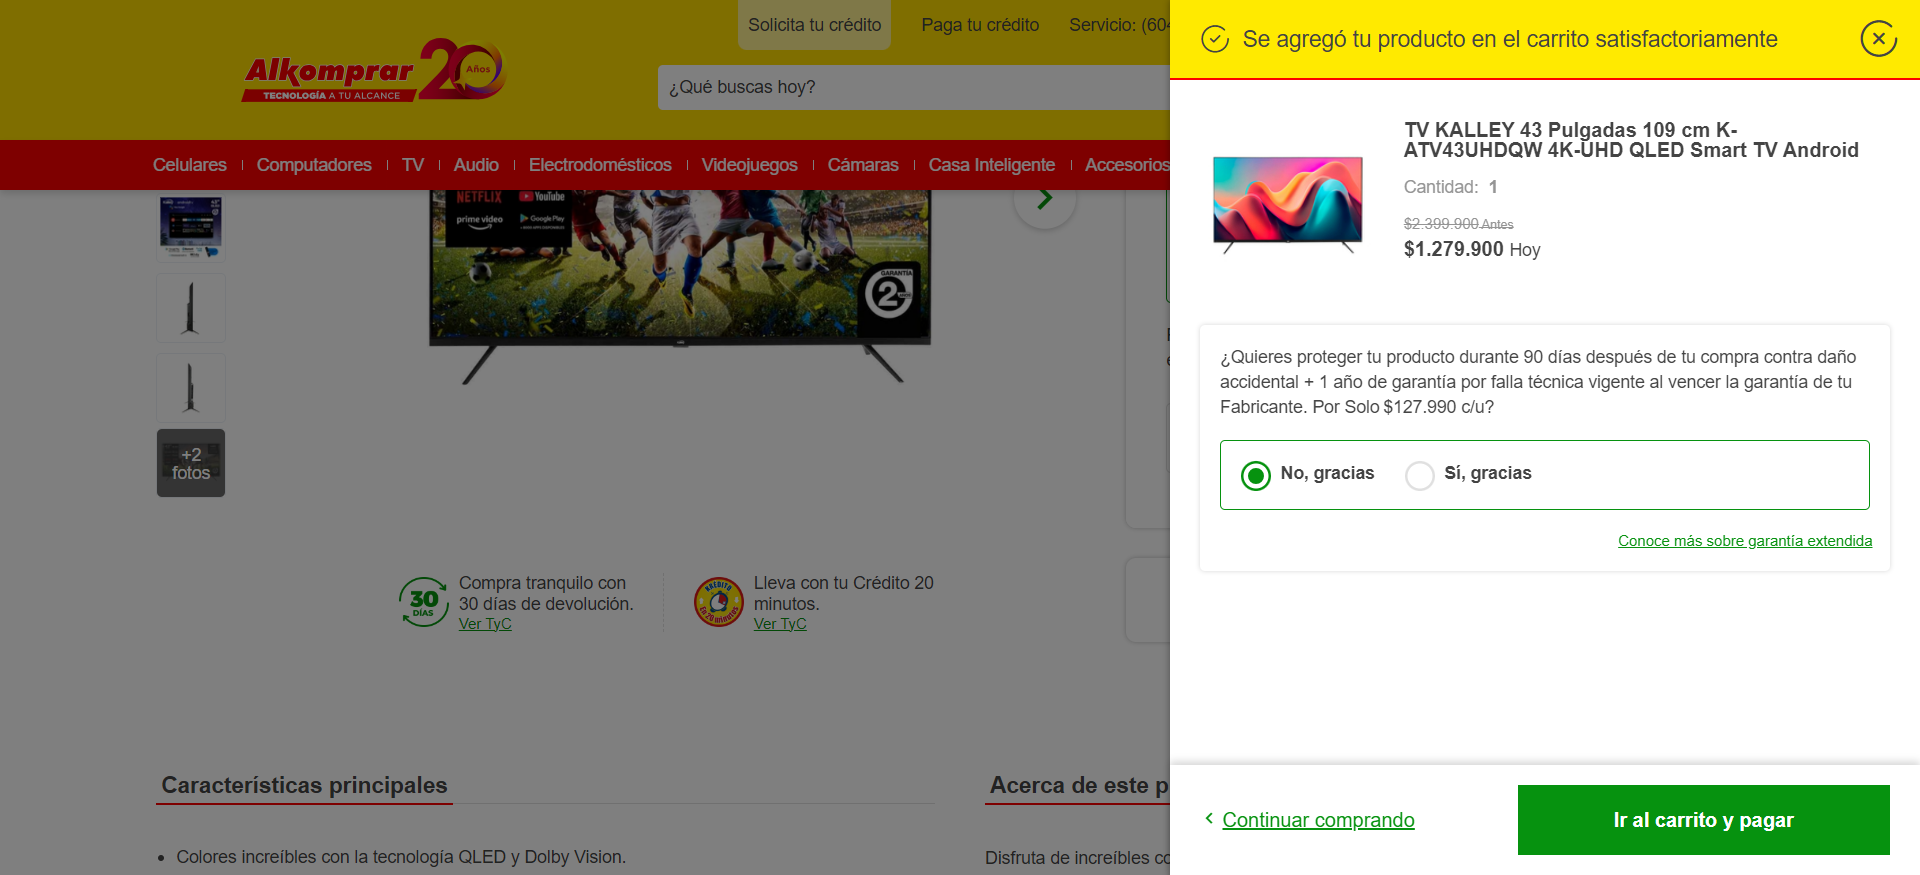 Solicita tu crédito
Paga tu crédito
Servicio: (604
Alkomprar
20
Años
TECNOLOGÍA A TU ALCANCE
¿Qué buscas hoy?
Celulares
Computadores
TV
Audio
Electrodomésticos
Videojuegos
Cámaras
Casa Inteligente
Accesorios
NETFLIX
YouTube
prime video
Google Play
GARANTÍA
2
AÑOS
+2
fotos
30
DÍAS
Compra tranquilo con
30 días de devolución.
Ver TyC
KREDITO
En 20 minutos
Lleva con tu Crédito 20
minutos.
Ver TyC
Características principales
Colores increíbles con la tecnología QLED y Dolby Vision.
Acerca de este p
Disfruta de increíbles co
Se agregó tu producto en el carrito satisfactoriamente
TV KALLEY 43 Pulgadas 109 cm K-
ATV43UHDQW 4K-UHD QLED Smart TV Android
Cantidad: 1
$2.399.900 Antes
$1.279.900 Hoy
¿Quieres proteger tu producto durante 90 días después de tu compra contra daño
accidental + 1 año de garantía por falla técnica vigente al vencer la garantía de tu
Fabricante. Por Solo $127.990 c/u?
No, gracias
Sí, gracias
Conoce más sobre garantía extendida
Continuar comprando
Ir al carrito y pagar